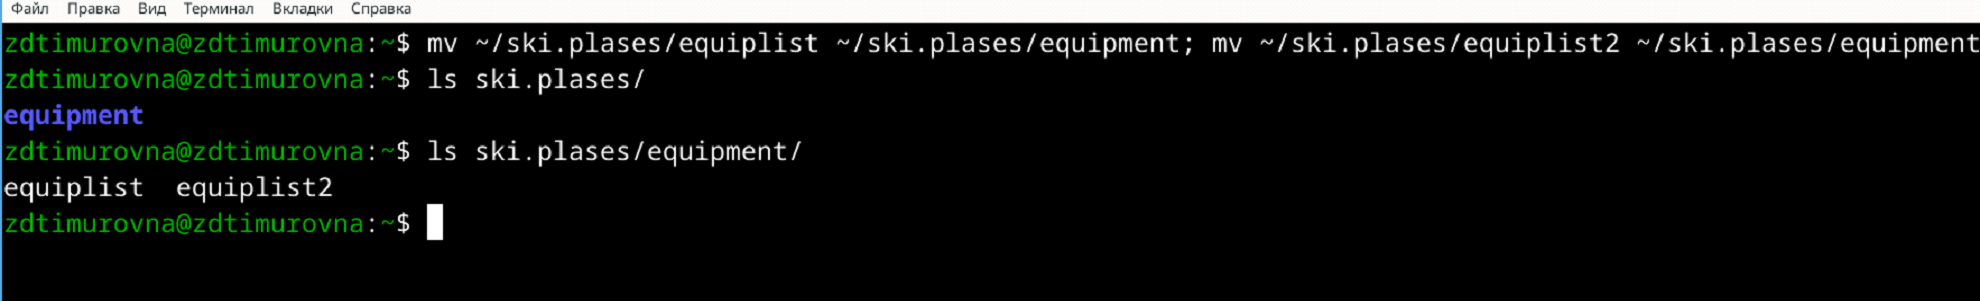 Файл Правка Вид Терминал Вкладки Справка
zdtimurovna@zdtimurovna:~$ mv ~/ski.plases/equiplist ~/ski.plases/equipment; mv ~/ski.plases/equiplist2 ~/ski.plases/equipment
zdtimurovna@zdtimurovna:~$ ls ski.plases/
equipment
zdtimurovna@zdtimurovna:~$ ls ski.plases/equipment/
equiplist  equiplist2
zdtimurovna@zdtimurovna:~$